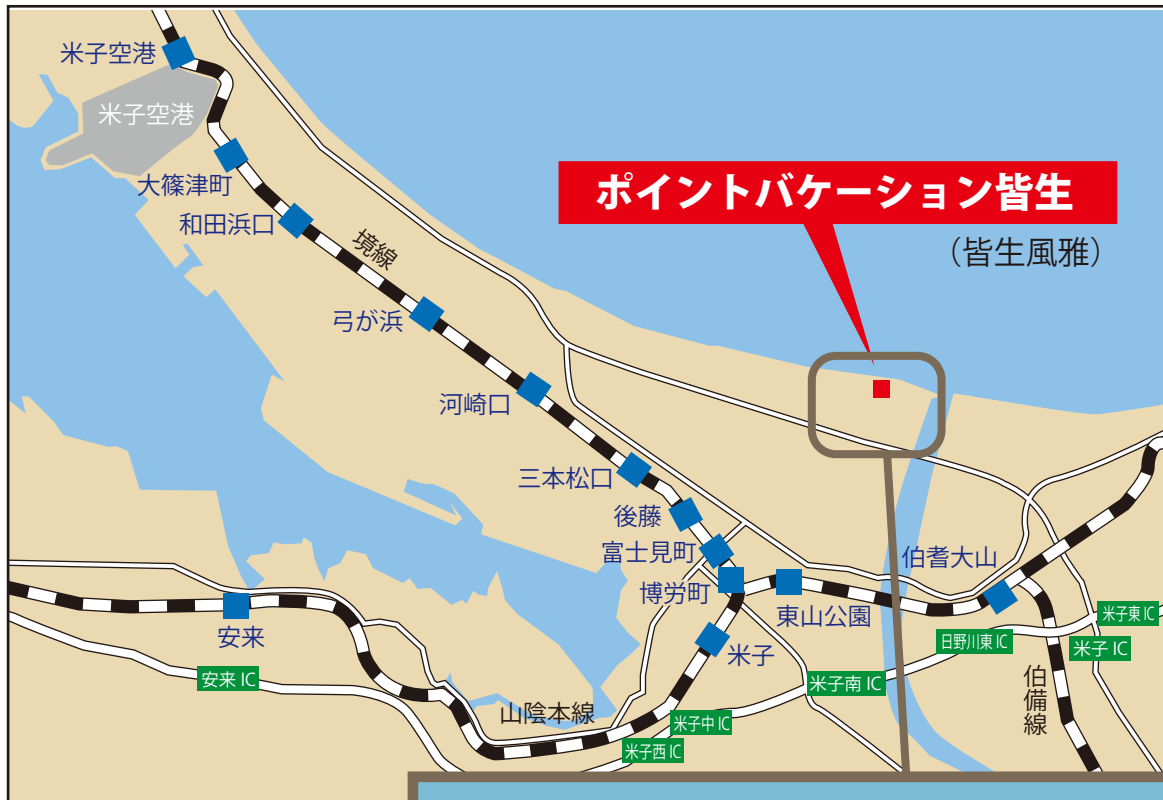 米子空港
米子空港
大篠津町
和田浜口
境線
弓が浜
河崎口
三本松口
後藤
富士見町
博労町
ポイントバケーション皆生
（皆生風雅）
伯耆大山
東山公園
米子
安来
安来 IC
山陰本線
米子西 IC
米子中 IC
米子南 IC
日野川東 IC
米子東 IC
米子 IC
伯備線